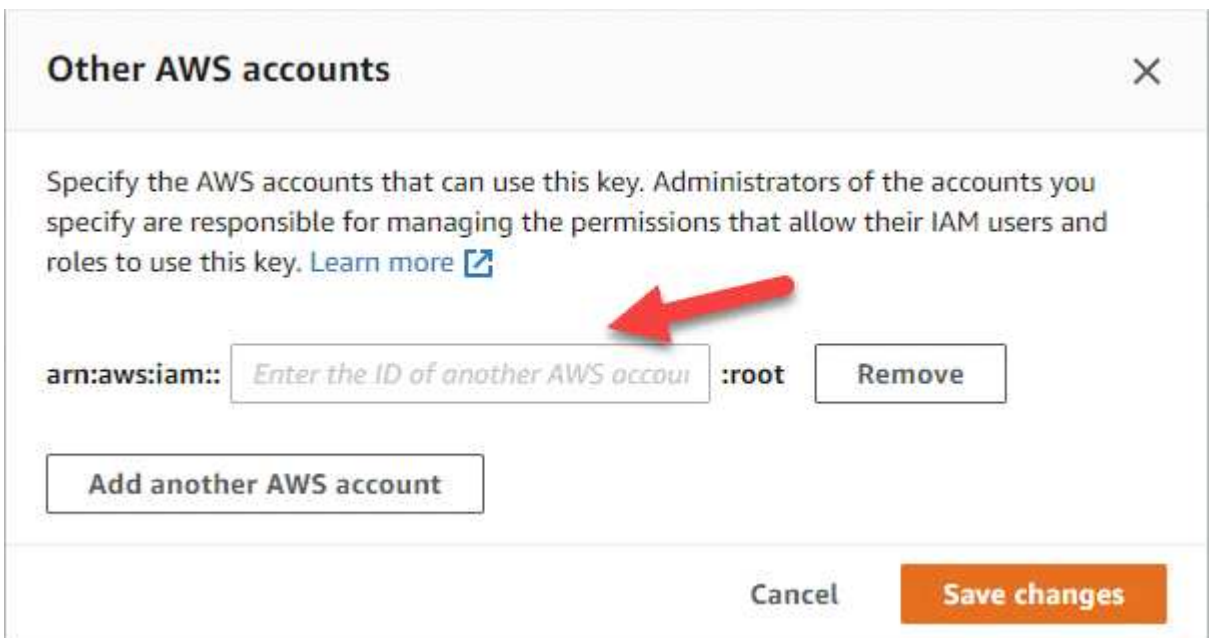 Other AWS accounts
Specify the AWS accounts that can use this key. Administrators of the accounts you
specify are responsible for managing the permissions that allow their IAM users and
roles to use this key. Learn more
arn:aws:iam:: Enter the ID of another AWS accou :root Remove
Add another AWS account
Cancel Save changes